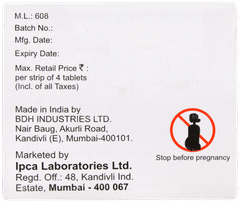 M.L.: 608
Batch No.:
Mfg. Date:
Expiry Date:
Max. Retail Price ₹ :
per strip of 4 tablets
(Incl. of all Taxes)
Made in India by
BDH INDUSTRIES LTD.
Nair Baug, Akurli Road,
Kandivli (E), Mumbai-400101.
Stop before pregnancy
Marketed by
Ipca Laboratories Ltd.
Regd. Off.: 48, Kandivli Ind.
Estate, Mumbai - 400 067